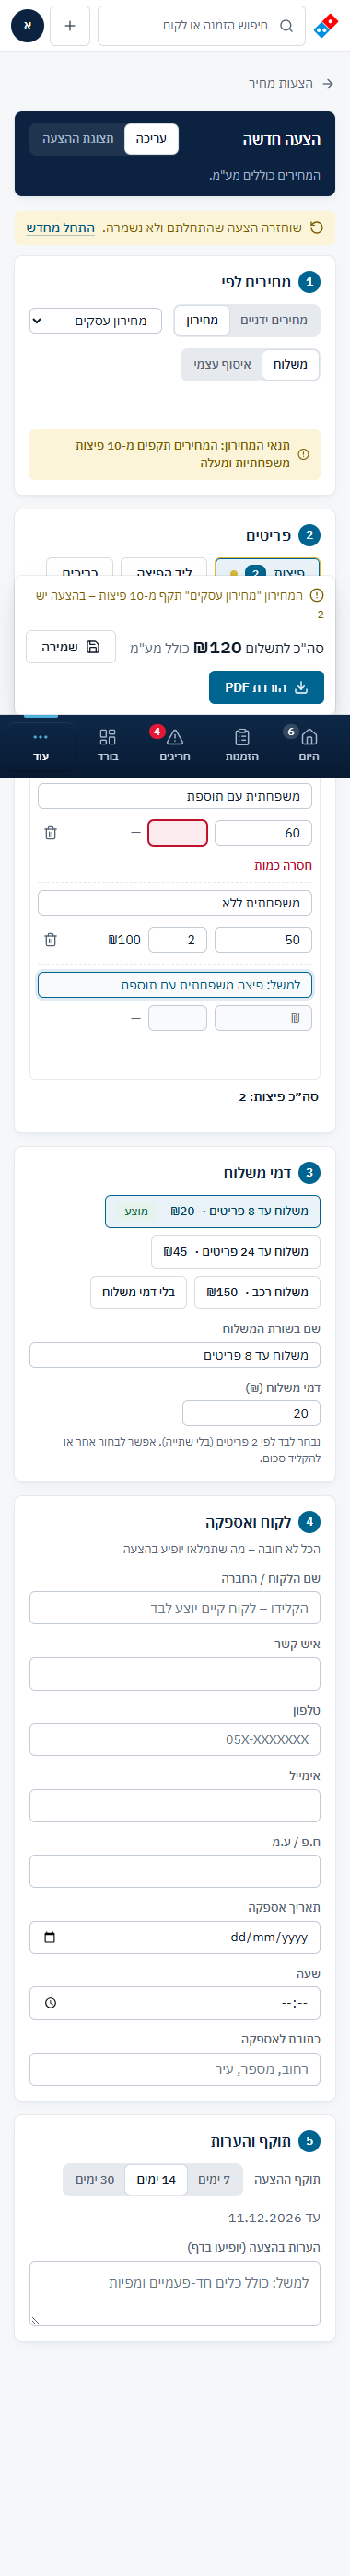 חיפוש הזמנה או לקוח
א
הצעות מחיר
הצעה חדשה
עריכה
תצוגת ההצעה
המחירים כוללים מע"מ.
שוחזרה הצעה שהתחלתם ולא נשמרה. התחל מחדש
1 מחירים לפי
מחירים ידניים
מחירון
מחירון עסקים
משלוח
איסוף עצמי
תנאי המחירון: המחירים תקפים מ-10 פיצות
משפחתיות ומעלה
2 פריטים
פיצות 2
ליד הפיצה
כריכים
המחירון "מחירון עסקים" תקף מ-10 פיצות – בהצעה יש
2
סה"כ לתשלום ₪120 כולל מע"מ
שמירה
הורדת PDF
היום 6
הזמנות
חריגים 4
בורד
עוד
משפחתית עם תוספת
60 —
חסרה כמות
משפחתית ללא
50 2 ₪100
למשל: פיצה משפחתית עם תוספת
₪ —
סה״כ פיצות: 2
3 דמי משלוח
משלוח עד 8 פריטים · ₪20 מוצע
משלוח עד 24 פריטים · ₪45
משלוח רכב · ₪150
בלי דמי משלוח
שם בשורת המשלוח
משלוח עד 8 פריטים
דמי משלוח (₪)
20
נבחר לבד לפי 2 פריטים (בלי שתייה). אפשר לבחור אחר או
להקליד סכום.
4 לקוח ואספקה
הכל לא חובה – מה שתמלאו יופיע בהצעה
שם הלקוח / החברה
הקלידו – לקוח קיים יוצע לבד
איש קשר
טלפון
05X-XXXXXXX
אימייל
ח.פ / ע.מ
תאריך אספקה
dd/mm/yyyy
שעה
--:--
כתובת לאספקה
רחוב, מספר, עיר
5 תוקף והערות
תוקף ההצעה
7 ימים
14 ימים
30 ימים
עד 11.12.2026
הערות בהצעה (יופיעו בדף)
למשל: כולל כלים חד-פעמיים ומפיות